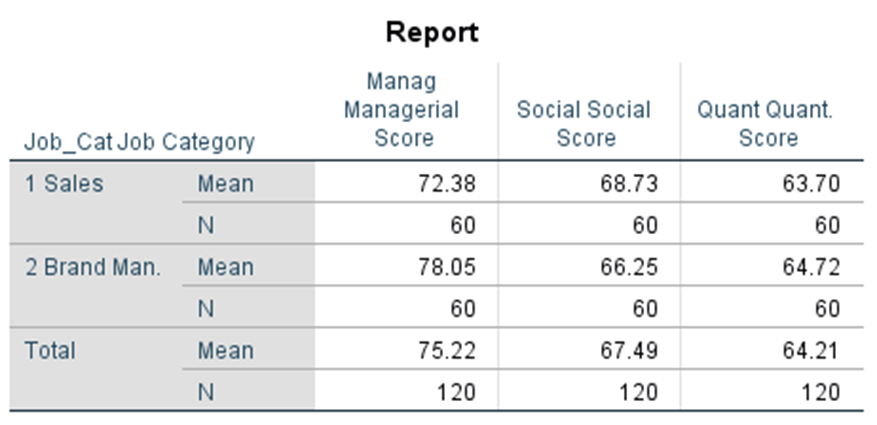 Report
Manag
Managerial
Score
Social Social
Score
Quant Quant.
Score
Job_Cat Job Category
1 Sales Mean 72.38 68.73 63.70
N 60 60 60
2 Brand Man. Mean 78.05 66.25 64.72
N 60 60 60
Total Mean 75.22 67.49 64.21
N 120 120 120